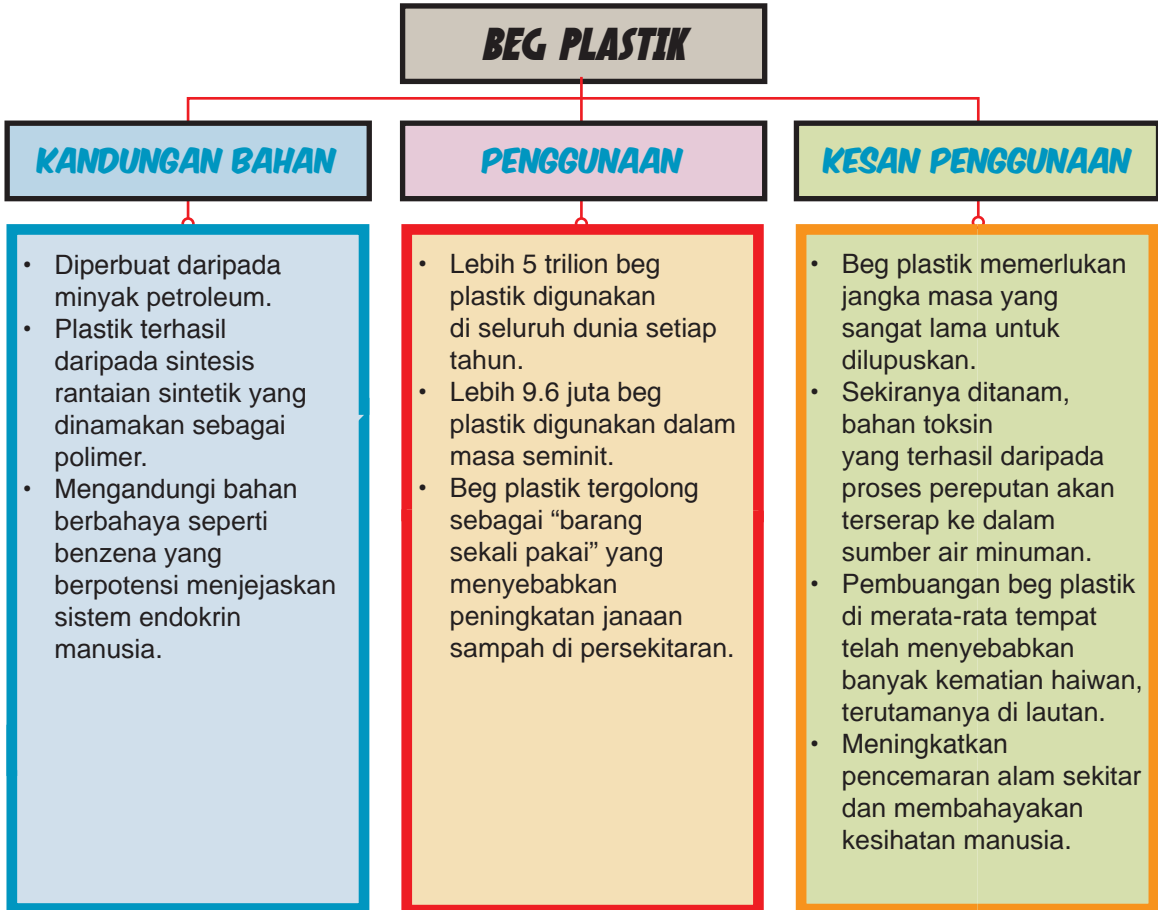 BEG PLASTIK
KANDUNGAN BAHAN
• Diperbuat daripada
minyak petroleum.
• Plastik terhasil
daripada sintesis
rantaian sintetik yang
dinamakan sebagai
polimer.
• Mengandungi bahan
berbahaya seperti
benzena yang
berpotensi menjejaskan
sistem endokrin
manusia.
PENGGUNAAN
• Lebih 5 trilion beg
plastik digunakan
di seluruh dunia setiap
tahun.
• Lebih 9.6 juta beg
plastik digunakan dalam
masa seminit.
• Beg plastik tergolong
sebagai “barang
sekali pakai” yang
menyebabkan
peningkatan janaan
sampah di persekitaran.
KESAN PENGGUNAAN
• Beg plastik memerlukan
jangka masa yang
sangat lama untuk
dilupuskan.
• Sekiranya ditanam,
bahan toksin
yang terhasil daripada
proses pereputan akan
terserap ke dalam
sumber air minuman.
• Pembuangan beg plastik
di merata-rata tempat
telah menyebabkan
banyak kematian haiwan,
terutamanya di lautan.
• Meningkatkan
pencemaran alam sekitar
dan membahayakan
kesihatan manusia.